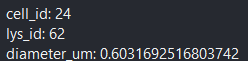 cell_id: 24
lys_id: 62
diameter_um: 0.6031692516803742